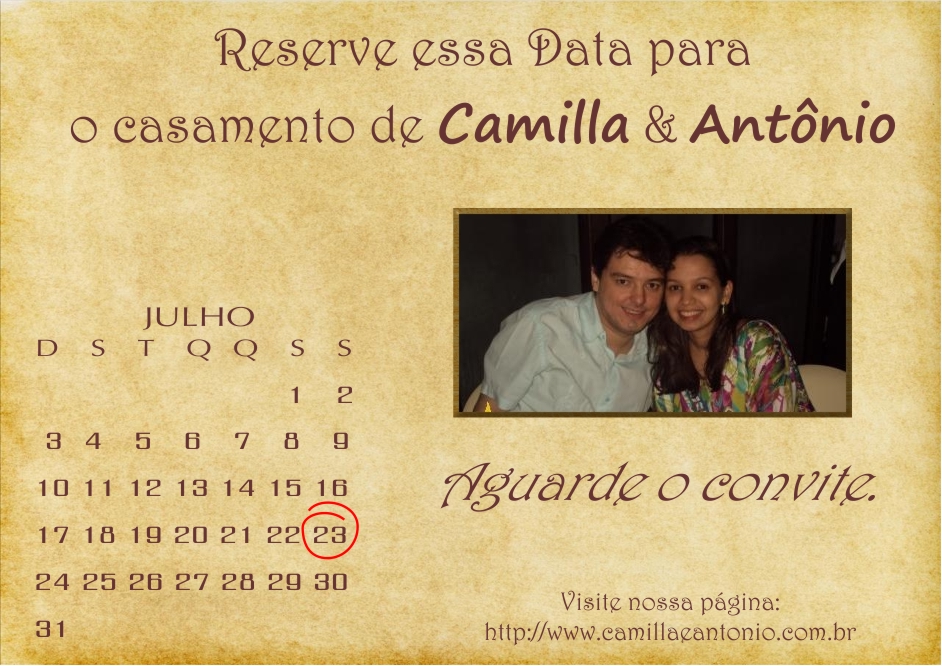 Reserve essa Data para
o casamento de Camilla & Antônio
JULHO
D S T Q Q S S
1 2
3 4 5 6 7 8 9
10 11 12 13 14 15 16
17 18 19 20 21 22 23
24 25 26 27 28 29 30
31
Aguarde o convite.
Visite nossa página:
http://www.camillaeantonio.com.br